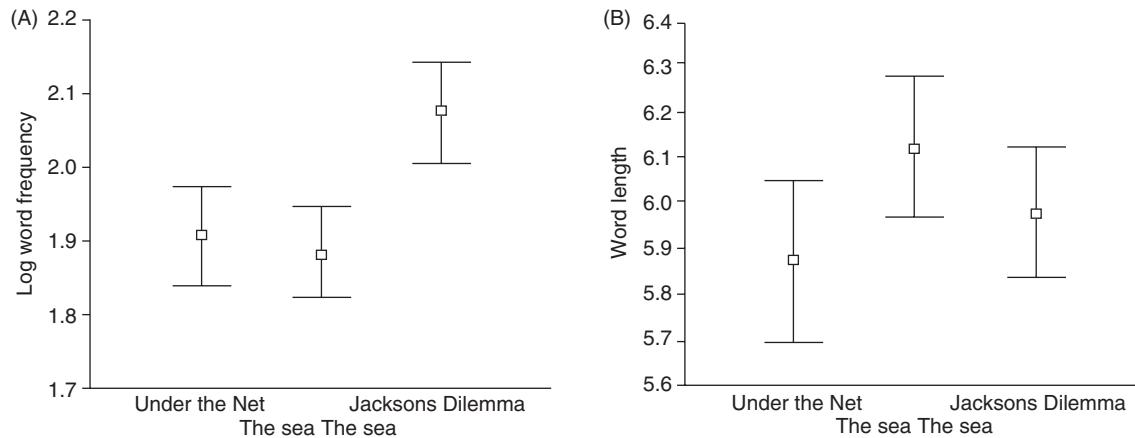 (A)
2.2
2.1
2.0
1.9
1.8
1.7
Log word frequency
Under the Net Jacksons Dilemma
The sea The sea
(B)
6.4
6.3
6.2
6.1
6.0
5.9
5.8
5.7
5.6
Word length
Under the Net Jacksons Dilemma
The sea The sea